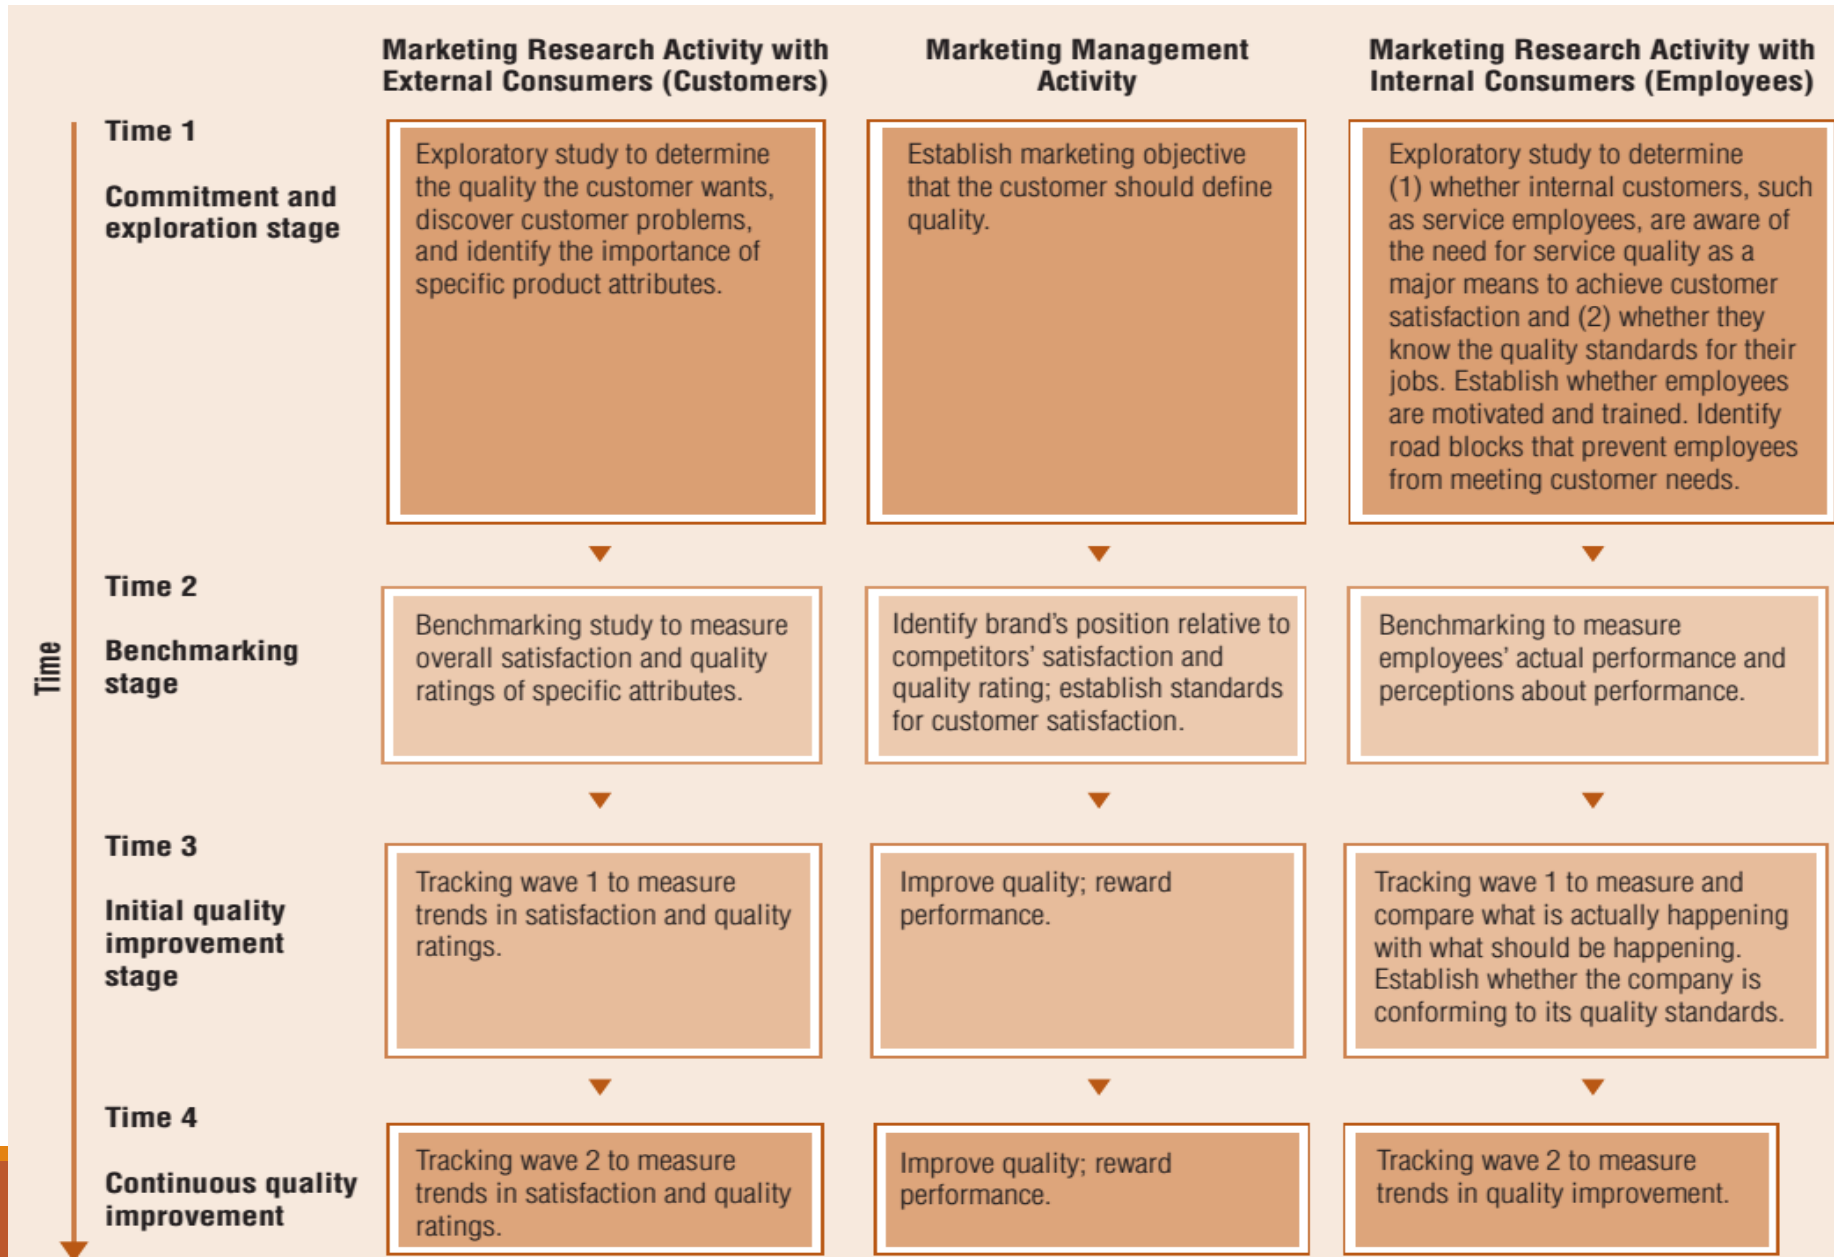 Marketing Research Activity with
External Consumers (Customers)
Marketing Management
Activity
Marketing Research Activity with
Internal Consumers (Employees)
Time
Time 1
Commitment and
exploration stage
Exploratory study to determine
the quality the customer wants,
discover customer problems,
and identify the importance of
specific product attributes.
Establish marketing objective
that the customer should define
quality.
Exploratory study to determine
(1) whether internal customers, such
as service employees, are aware of
the need for service quality as a
major means to achieve customer
satisfaction and (2) whether they
know the quality standards for their
jobs. Establish whether employees
are motivated and trained. Identify
road blocks that prevent employees
from meeting customer needs.
Time 2
Benchmarking
stage
Benchmarking study to measure
overall satisfaction and quality
ratings of specific attributes.
Identify brand’s position relative to
competitors’ satisfaction and
quality rating; establish standards
for customer satisfaction.
Benchmarking to measure
employees’ actual performance and
perceptions about performance.
Time 3
Initial quality
improvement
stage
Tracking wave 1 to measure
trends in satisfaction and quality
ratings.
Improve quality; reward
performance.
Tracking wave 1 to measure and
compare what is actually happening
with what should be happening.
Establish whether the company is
conforming to its quality standards.
Time 4
Continuous quality
improvement
Tracking wave 2 to measure
trends in satisfaction and quality
ratings.
Improve quality; reward
performance.
Tracking wave 2 to measure
trends in quality improvement.